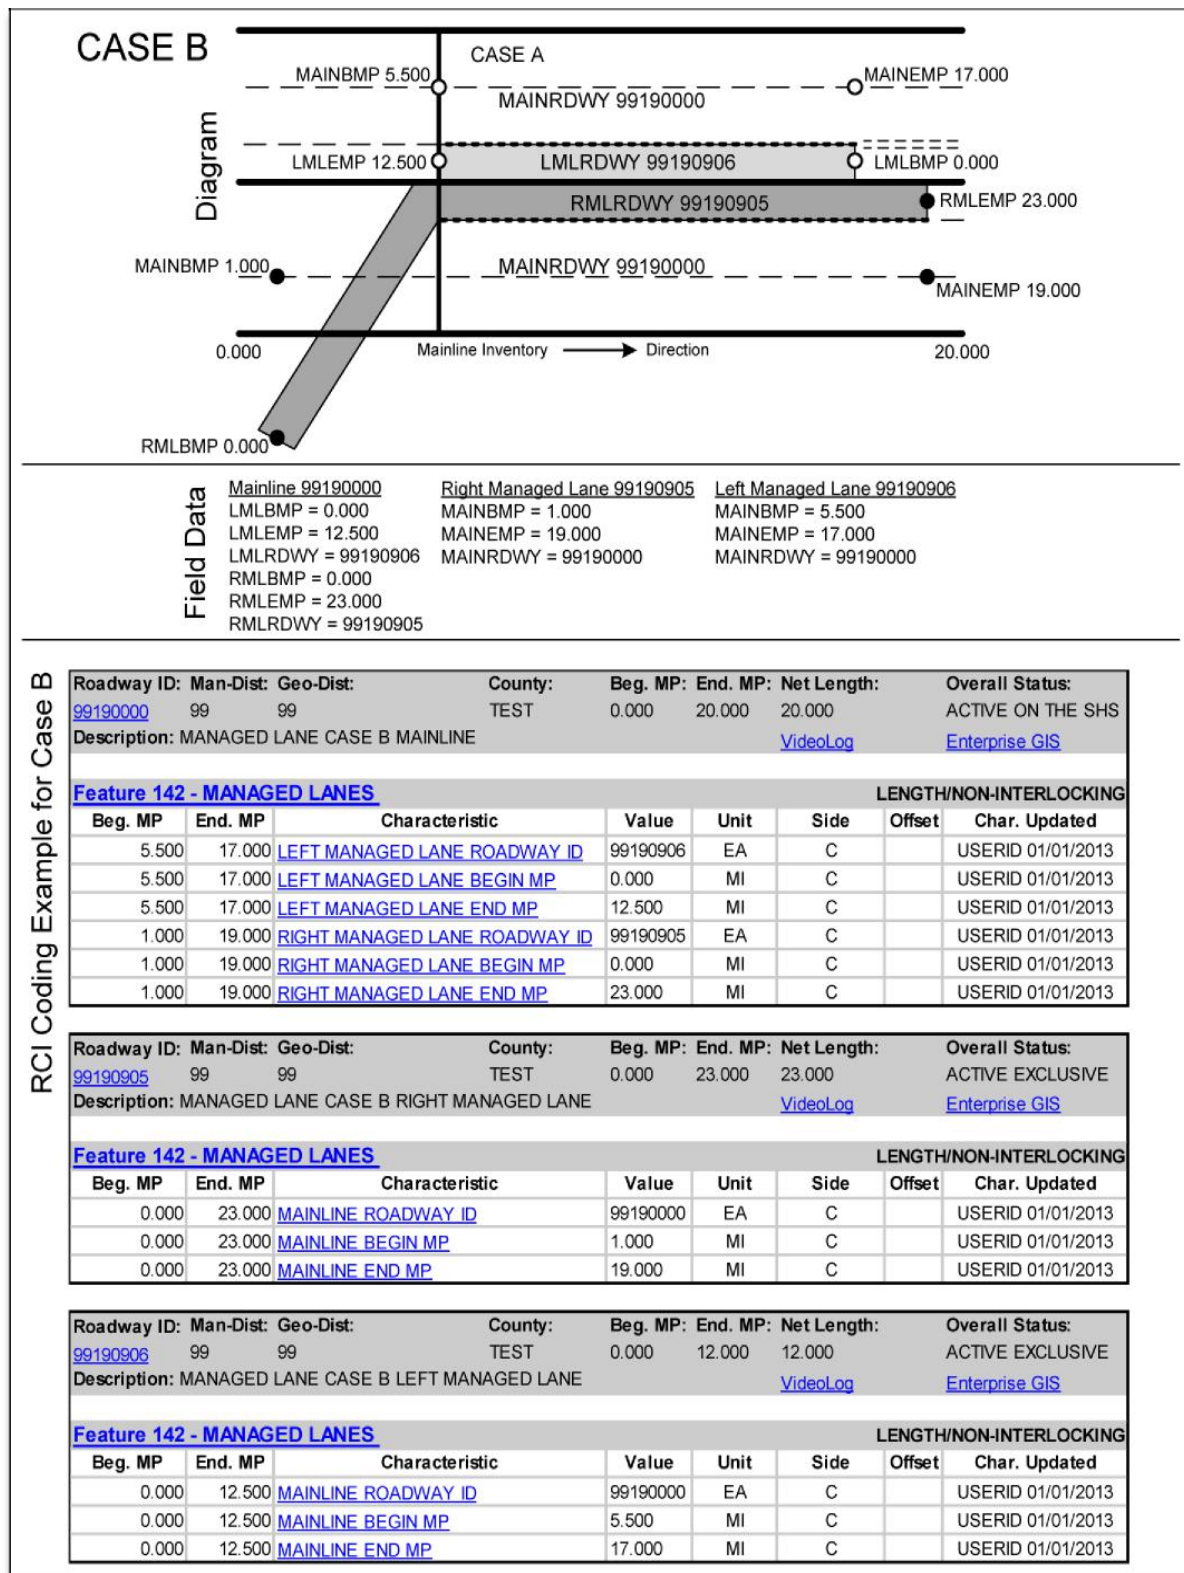 CASE B
CASE A
MAINBMP 5.500
MAINEMP 17.000
MAINRDWY 99190000
LMLEMP 12.500
LMLRDWY 99190906
LMLBMP 0.000
RMLRDWY 99190905
RMLEMP 23.000
MAINBMP 1.000
MAINRDWY 99190000
MAINEMP 19.000
0.000
Mainline Inventory
Direction
20.000
RMLBMP 0.000
Diagram
Field Data
Mainline 99190000
LMLBMP = 0.000
LMLEMP = 12.500
LMLRDWY = 99190906
RMLBMP = 0.000
RMLEMP = 23.000
RMLRDWY = 99190905
Right Managed Lane 99190905
MAINBMP = 1.000
MAINEMP = 19.000
MAINRDWY = 99190000
Left Managed Lane 99190906
MAINBMP = 5.500
MAINEMP = 17.000
MAINRDWY = 99190000
RCI Coding Example for Case B
Roadway ID: Man-Dist: Geo-Dist: County: Beg. MP: End. MP: Net Length: Overall Status:
99190000 99 99 TEST 0.000 20.000 20.000 ACTIVE ON THE SHS
Description: MANAGED LANE CASE B MAINLINE VideoLog Enterprise GIS
Feature 142 - MANAGED LANES LENGTH/NON-INTERLOCKING
Beg. MP End. MP Characteristic Value Unit Side Offset Char. Updated
5.500 17.000 LEFT MANAGED LANE ROADWAY ID 99190906 EA C USERID 01/01/2013
5.500 17.000 LEFT MANAGED LANE BEGIN MP 0.000 MI C USERID 01/01/2013
5.500 17.000 LEFT MANAGED LANE END MP 12.500 MI C USERID 01/01/2013
1.000 19.000 RIGHT MANAGED LANE ROADWAY ID 99190905 EA C USERID 01/01/2013
1.000 19.000 RIGHT MANAGED LANE BEGIN MP 0.000 MI C USERID 01/01/2013
1.000 19.000 RIGHT MANAGED LANE END MP 23.000 MI C USERID 01/01/2013
Roadway ID: Man-Dist: Geo-Dist: County: Beg. MP: End. MP: Net Length: Overall Status:
99190905 99 99 TEST 0.000 23.000 23.000 ACTIVE EXCLUSIVE
Description: MANAGED LANE CASE B RIGHT MANAGED LANE VideoLog Enterprise GIS
Feature 142 - MANAGED LANES LENGTH/NON-INTERLOCKING
Beg. MP End. MP Characteristic Value Unit Side Offset Char. Updated
0.000 23.000 MAINLINE ROADWAY ID 99190000 EA C USERID 01/01/2013
0.000 23.000 MAINLINE BEGIN MP 1.000 MI C USERID 01/01/2013
0.000 23.000 MAINLINE END MP 19.000 MI C USERID 01/01/2013
Roadway ID: Man-Dist: Geo-Dist: County: Beg. MP: End. MP: Net Length: Overall Status:
99190906 99 99 TEST 0.000 12.000 12.000 ACTIVE EXCLUSIVE
Description: MANAGED LANE CASE B LEFT MANAGED LANE VideoLog Enterprise GIS
Feature 142 - MANAGED LANES LENGTH/NON-INTERLOCKING
Beg. MP End. MP Characteristic Value Unit Side Offset Char. Updated
0.000 12.500 MAINLINE ROADWAY ID 99190000 EA C USERID 01/01/2013
0.000 12.500 MAINLINE BEGIN MP 5.500 MI C USERID 01/01/2013
0.000 12.500 MAINLINE END MP 17.000 MI C USERID 01/01/2013